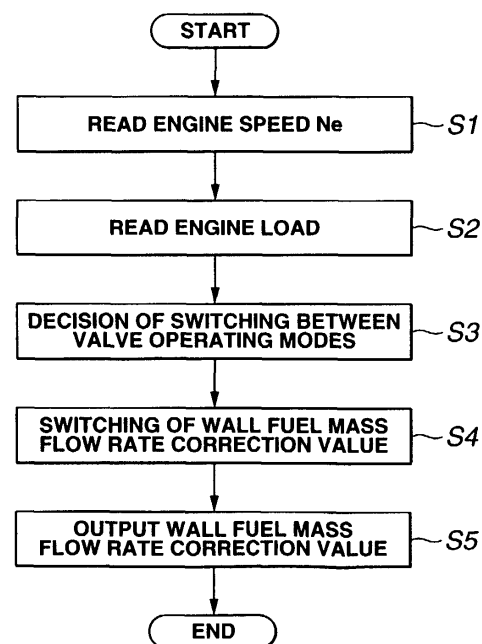 START
READ ENGINE SPEED Ne
S1
READ ENGINE LOAD
S2
DECISION OF SWITCHING BETWEEN
VALVE OPERATING MODES
S3
SWITCHING OF WALL FUEL MASS
FLOW RATE CORRECTION VALUE
S4
OUTPUT WALL FUEL MASS
FLOW RATE CORRECTION VALUE
S5
END